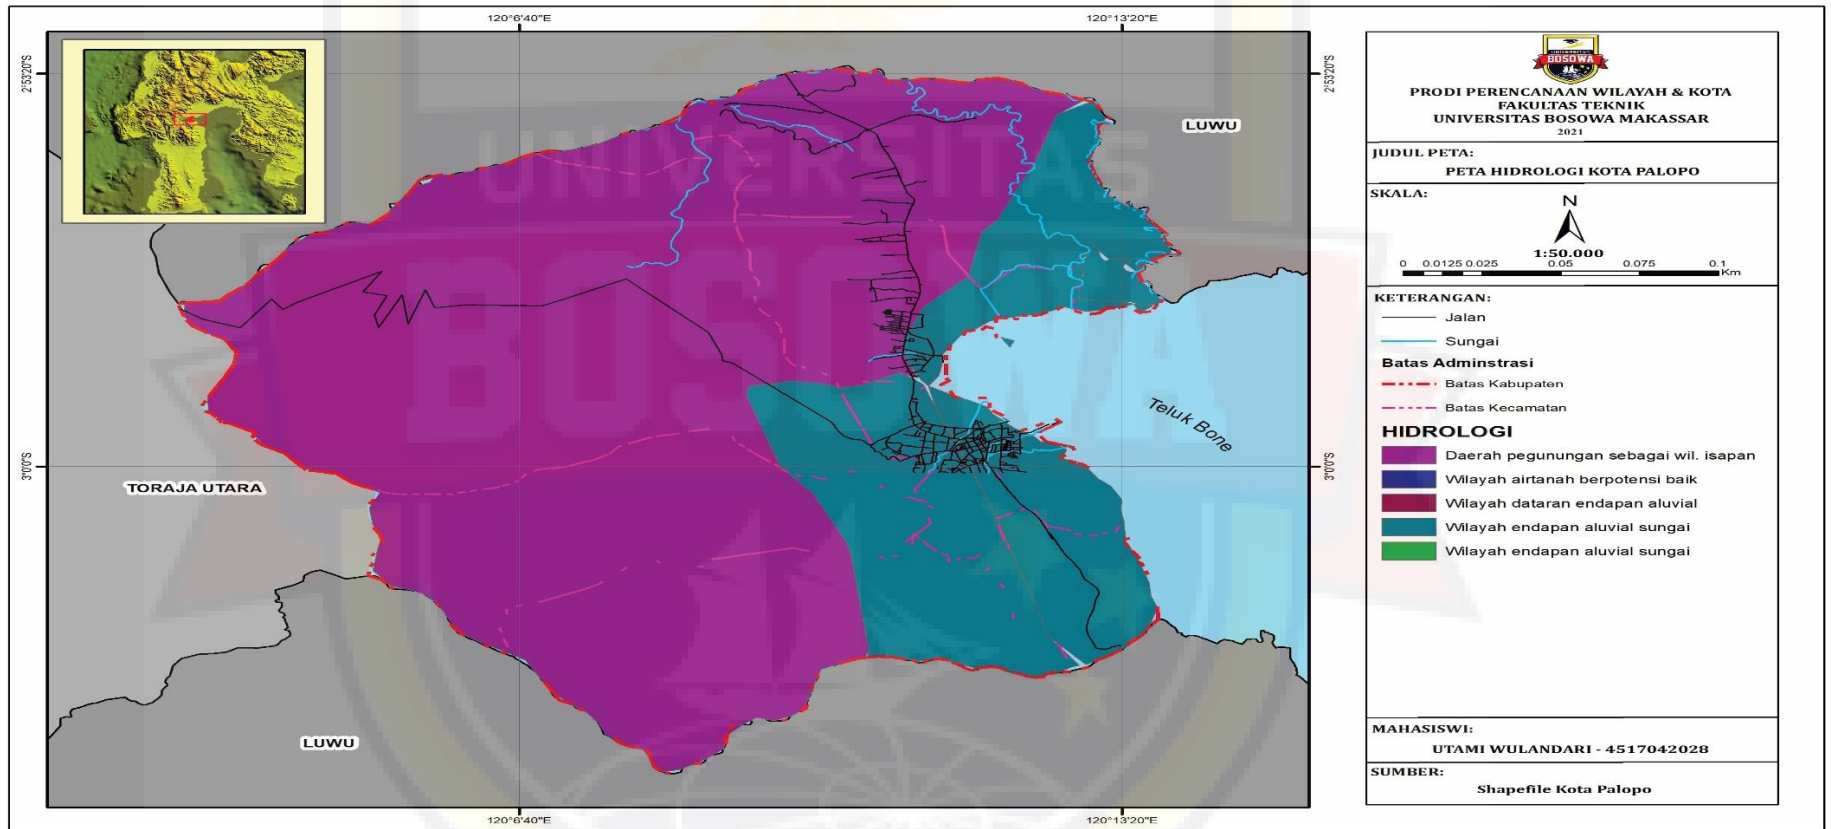 120°6'40"E
120°13'20"E
2°53'20"S
2°53'20"S
3°0'0"S
3°0'0"S
120°6'40"E
120°13'20"E
UNIVERSITAS
BOSOWA
LUWU
TORAJA UTARA
LUWU
Teluk Bone
UNIVERSITAS
BOSOWA
PRODI PERENCANAAN WILAYAH & KOTA
FAKULTAS TEKNIK
UNIVERSITAS BOSOWA MAKASSAR
2021
JUDUL PETA:
PETA HIDROLOGI KOTA PALOPO
SKALA:
N
1:50.000
0 0.0125 0.025 0.05 0.075 0.1
Km
KETERANGAN:
Jalan
Sungai
Batas Adminstrasi
Batas Kabupaten
Batas Kecamatan
HIDROLOGI
Daerah pegunungan sebagai wil. isapan
Wilayah airtanah berpotensi baik
Wilayah dataran endapan aluvial
Wilayah endapan aluvial sungai
Wilayah endapan aluvial sungai
MAHASISWI:
UTAMI WULANDARI - 4517042028
SUMBER:
Shapefile Kota Palopo